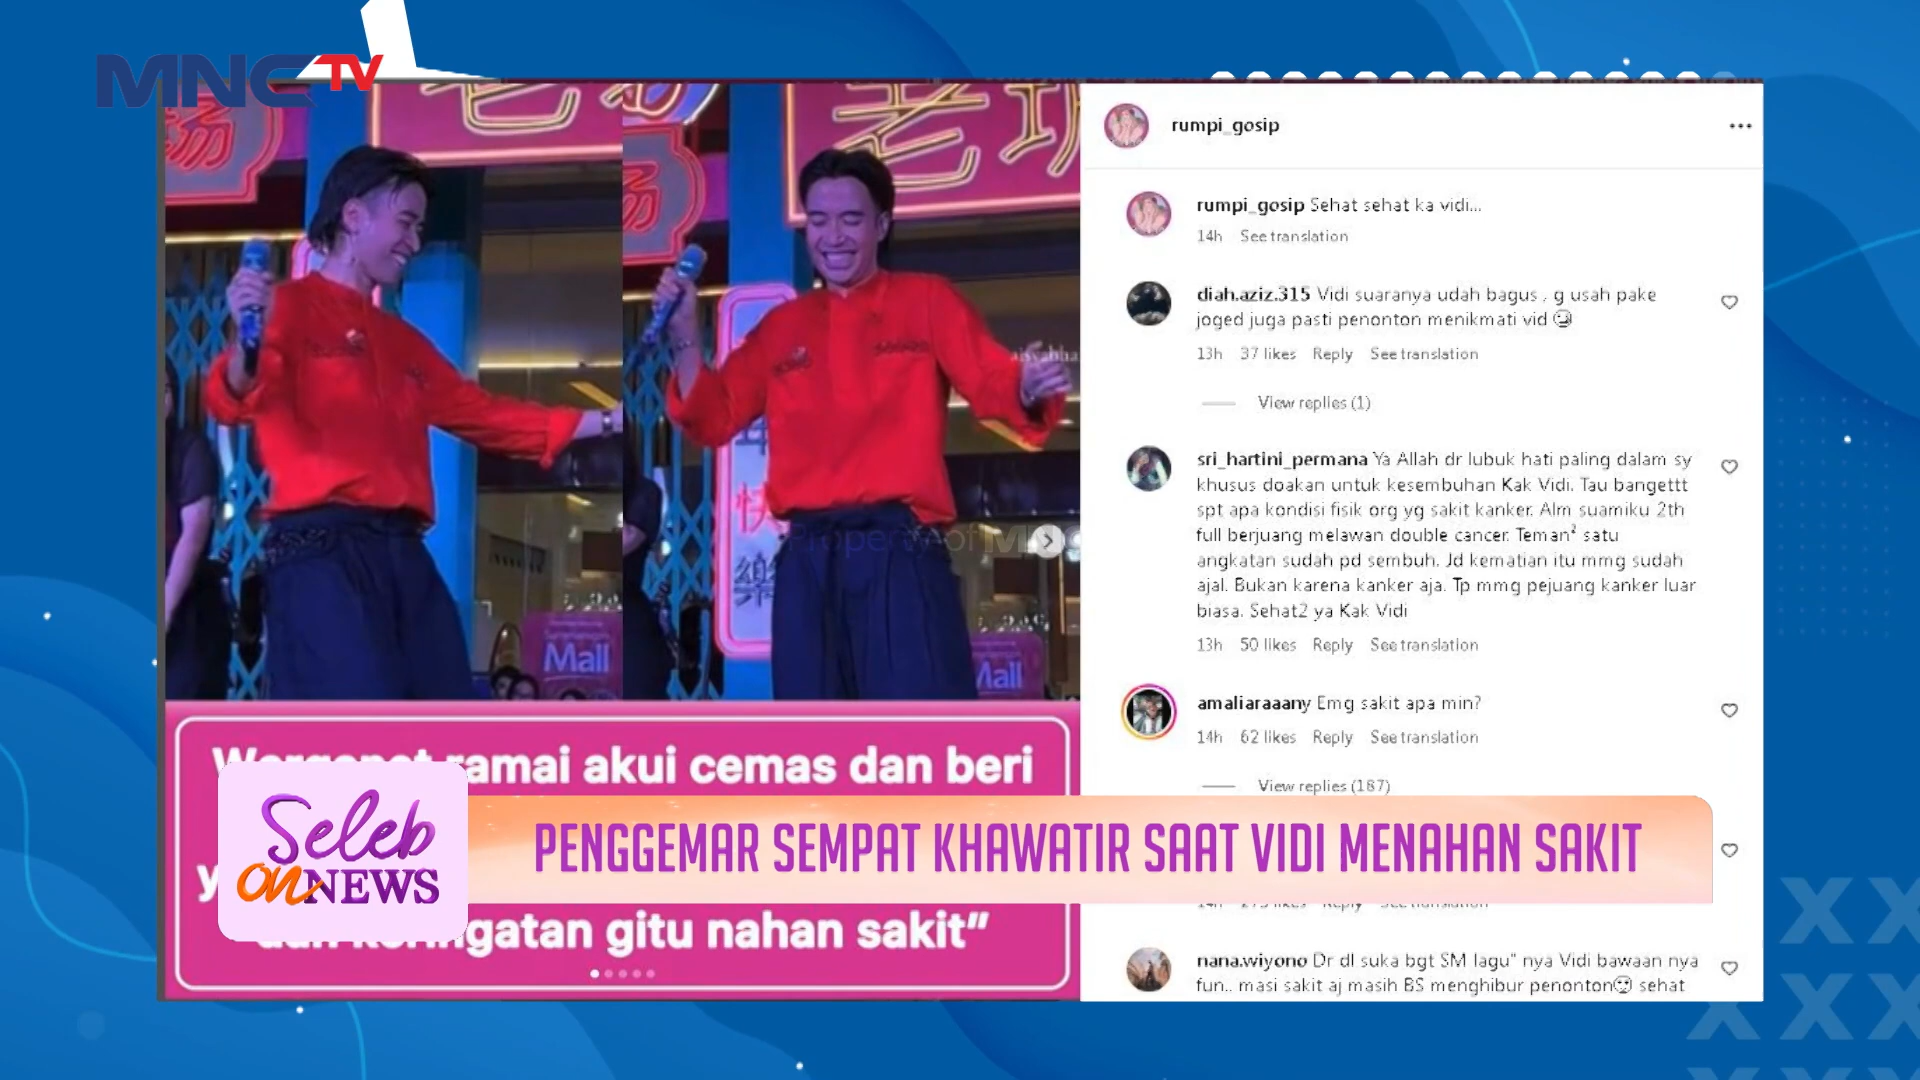 MNCTV
rumpi_gosip
rumpi_gosip Sehat sehat ka vidi...
14h See translation
diah.aziz.315 Vidi suaranya udah bagus , g usah pake
joged juga pasti penonton menikmati vid
13h 37 likes Reply See translation
View replies (1)
sri_hartini_permana Ya Allah dr lubuk hati paling dalam sy
khusus doakan untuk kesembuhan Kak Vidi. Tau bangettt
spt apa kondisi fisik org yg sakit kanker. Alm suamiku 2th
full berjuang melawan double cancer. Teman² satu
angkatan sudah pd sembuh. Jd kematian itu mmg sudah
ajal. Bukan karena kanker aja. Tp mmg pejuang kanker luar
biasa. Sehat2 ya Kak Vidi
13h 50 likes Reply See translation
amaliaraaany Emg sakit apa min?
14h 62 likes Reply See translation
View replies (187)
nana.wiyono Dr dl suka bgt SM lagu" nya Vidi bawaan nya
fun.. masi sakit aj masih BS menghibur penonton sehat
老
快
樂
Property of MNC
Mall
Mall
ramai akui cemas dan beri
gitu nahan sakit”
Seleb
on NEWS
PENGGEMAR SEMPAT KHAWATIR SAAT VIDI MENAHAN SAKIT